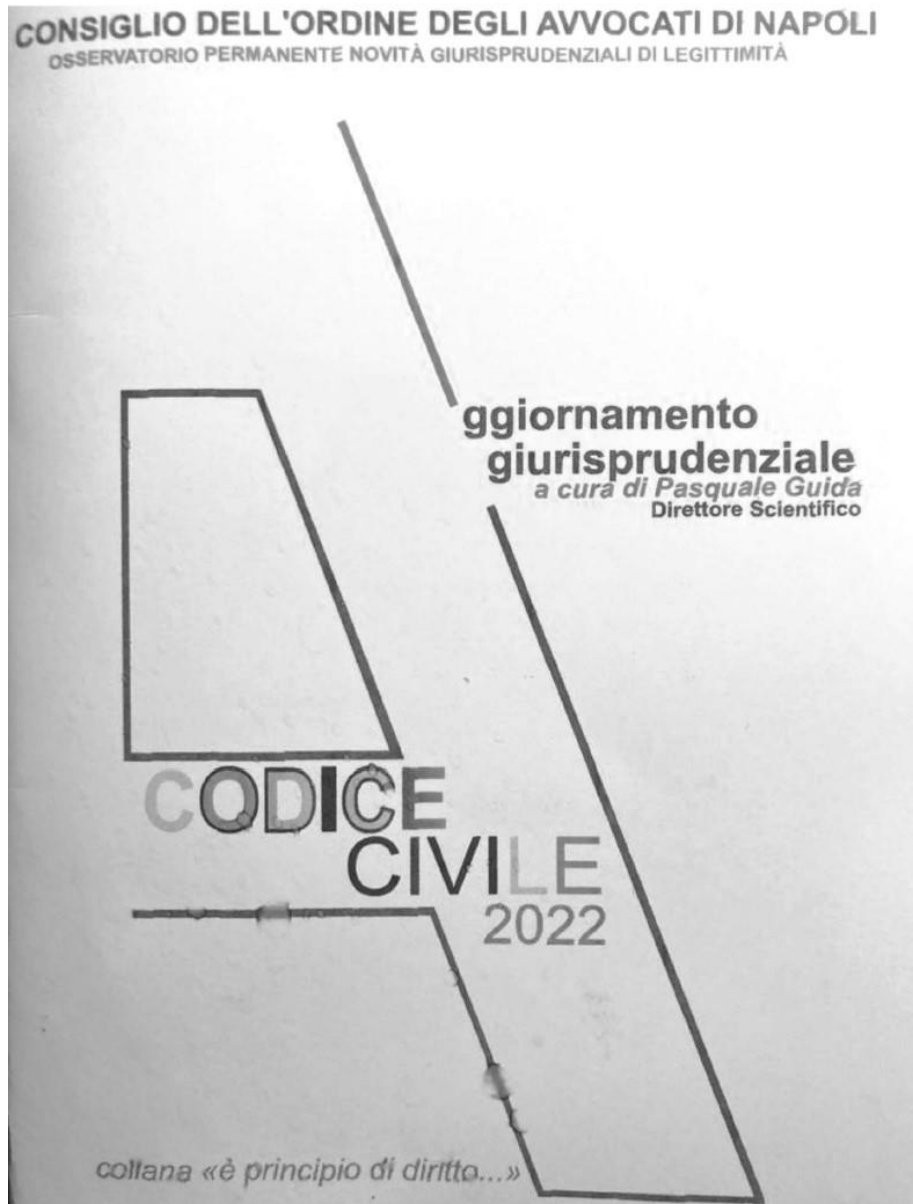 CONSIGLIO DELL'ORDINE DEGLI AVVOCATI DI NAPOLI
OSSERVATORIO PERMANENTE NOVITÀ GIURISPRUDENZIALI DI LEGITTIMITÀ
ggiornamento
giurisprudenziale
a cura di Pasquale Guida
Direttore Scientifico
CODICE
CIVILE
2022
collana «è principio di diritto...»